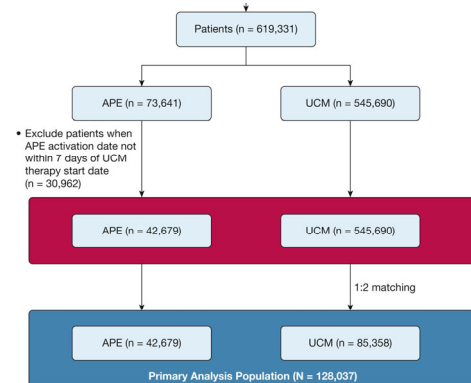 Patients (n = 619,331)
APE (n = 73,641)
UCM (n = 545,690)
• Exclude patients when
APE activation date not
within 7 days of UCM
therapy start date
(n = 30,962)
APE (n = 42,679)
UCM (n = 545,690)
1:2 matching
APE (n = 42,679)
UCM (n = 85,358)
Primary Analysis Population (N = 128,037)